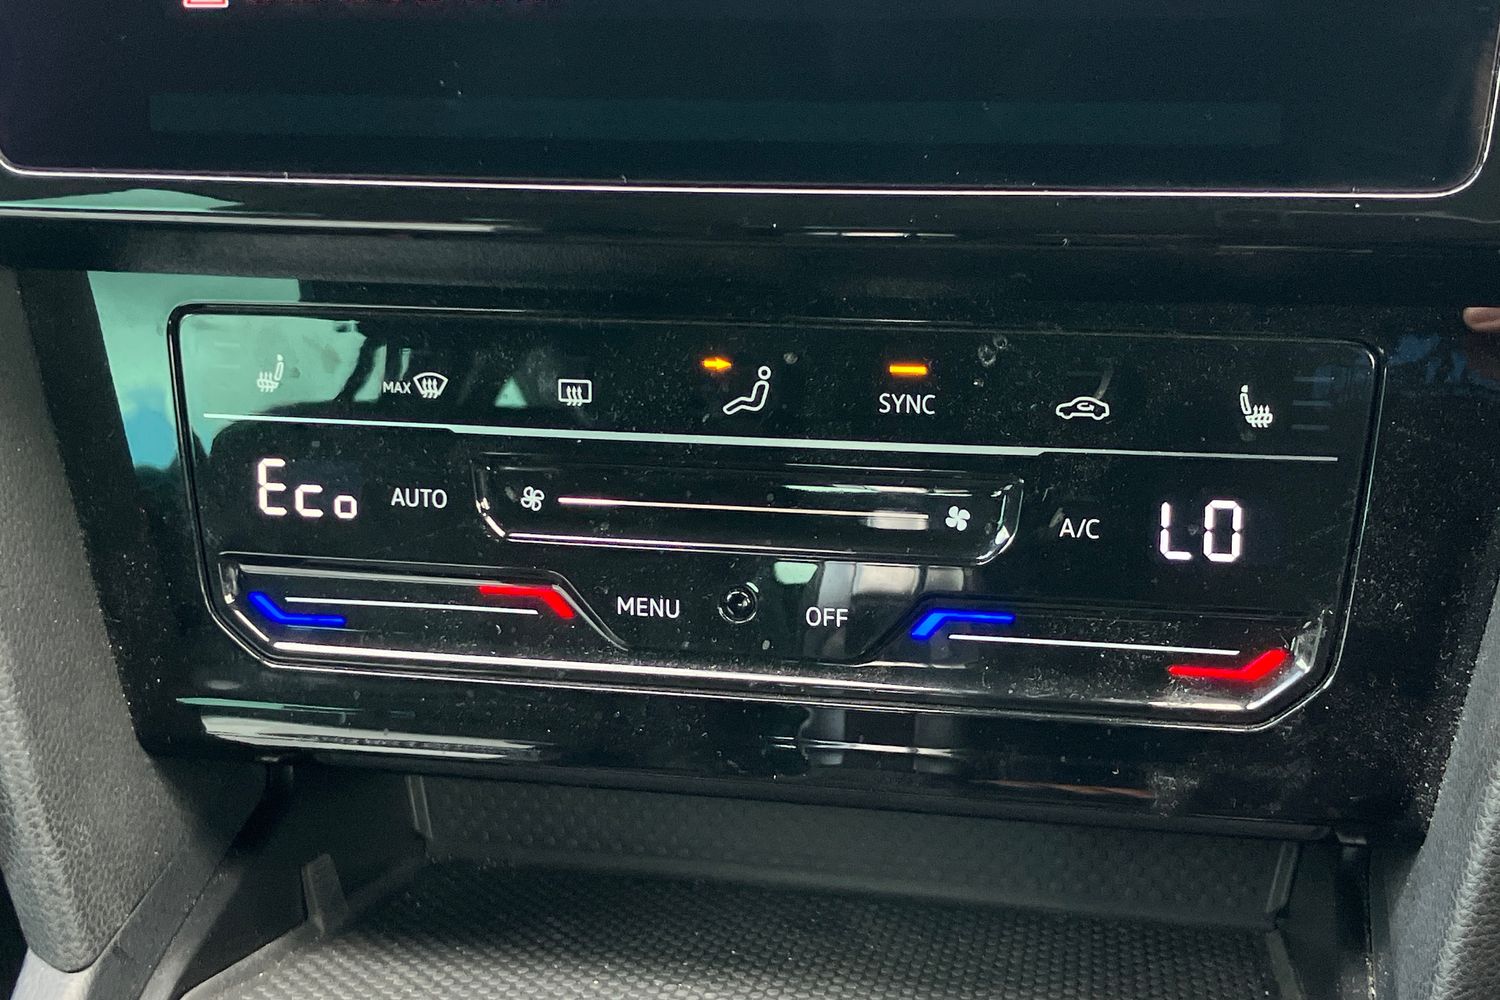 MAX
SYNC
Eco AUTO A/C LO
MENU OFF